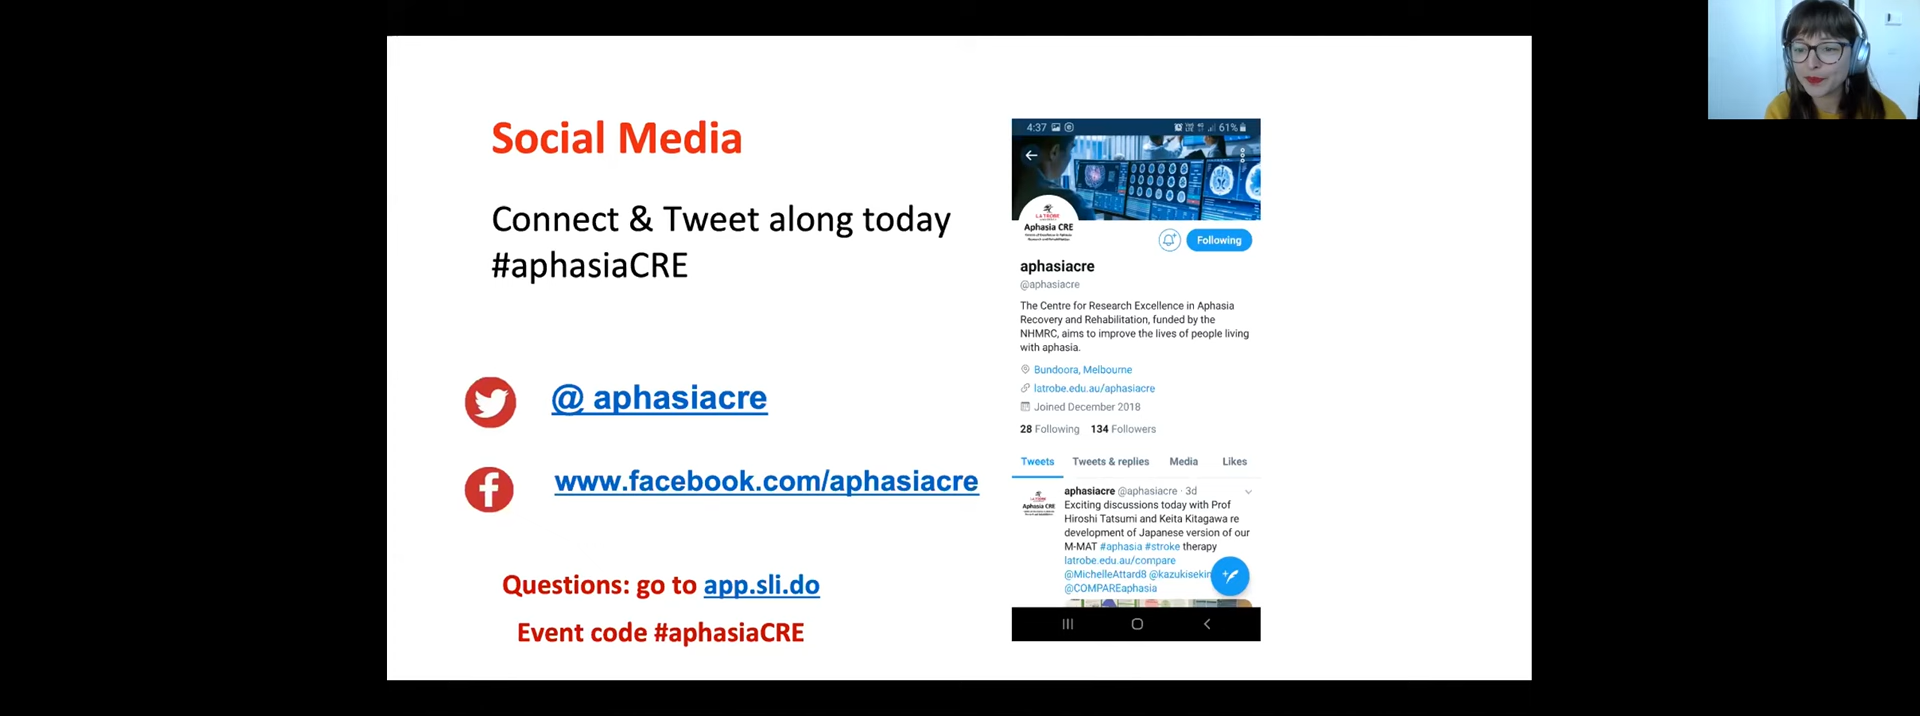 Social Media
Connect & Tweet along today
#aphasiaCRE
@ aphasiacre
www.facebook.com/aphasiacre
Questions: go to app.sli.do
Event code #aphasiaCRE
4:37 61%
LA TROBE
Aphasia CRE
Following
aphasiacre
@aphasiacre
The Centre for Research Excellence in Aphasia
Recovery and Rehabilitation, funded by the
NHMRC, aims to improve the lives of people living
with aphasia.
Bundoora, Melbourne
latrobe.edu.au/aphasiacre
Joined December 2018
28 Following 134 Followers
Tweets Tweets & replies Media Likes
aphasiacre @aphasiacre · 3d
Exciting discussions today with Prof
Hiroshi Tatsumi and Keita Kitagawa re
development of Japanese version of our
M-MAT #aphasia #stroke therapy
latrobe.edu.au/compare
@MichelleAttard8 @kazukisekin
@COMPAREaphasia
Aphasia CRE